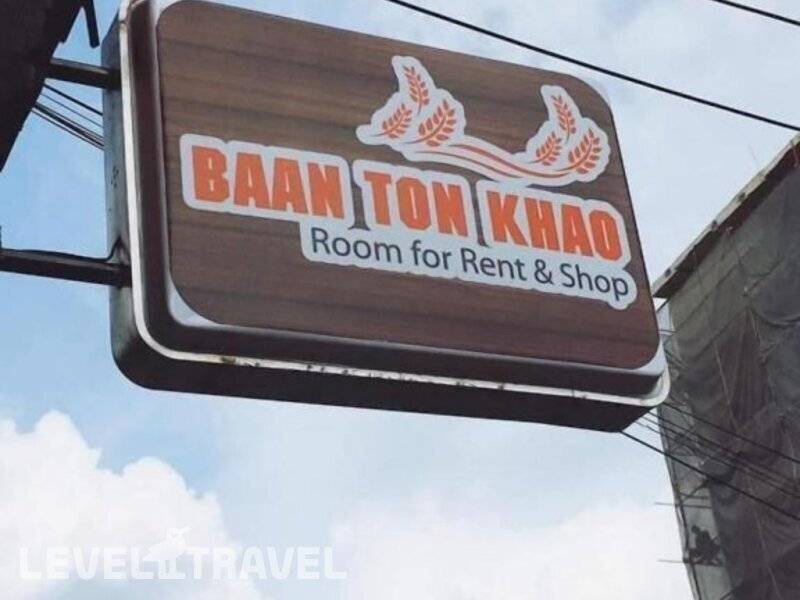 BAAN TON KHAO
Room for Rent & Shop
LEVEL TRAVEL